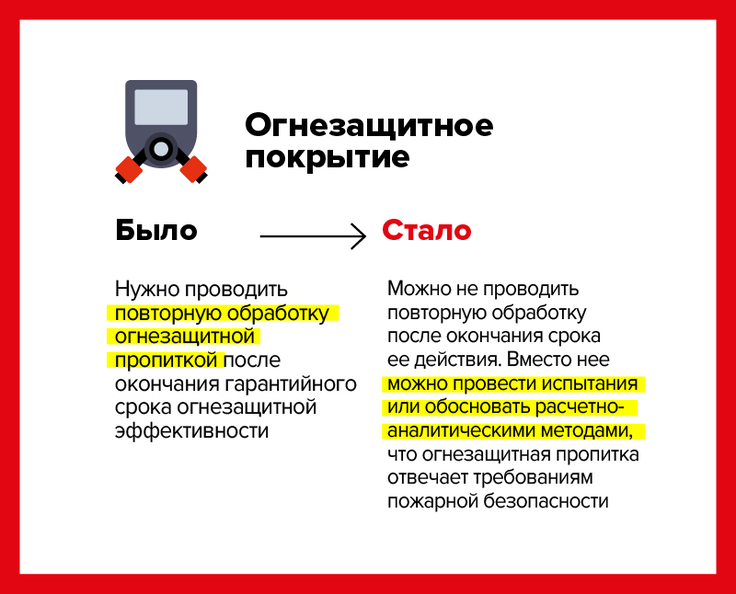 Огнезащитное
покрытие
Было
Стало
Нужно проводить
повторную обработку
огнезащитной
пропиткой после
окончания гарантийного
срока огнезащитной
эффективности
Можно не проводить
повторную обработку
после окончания срока
ее действия. Вместо нее
можно провести испытания
или обосновать расчетно-
аналитическими методами,
что огнезащитная пропитка
отвечает требованиям
пожарной безопасности